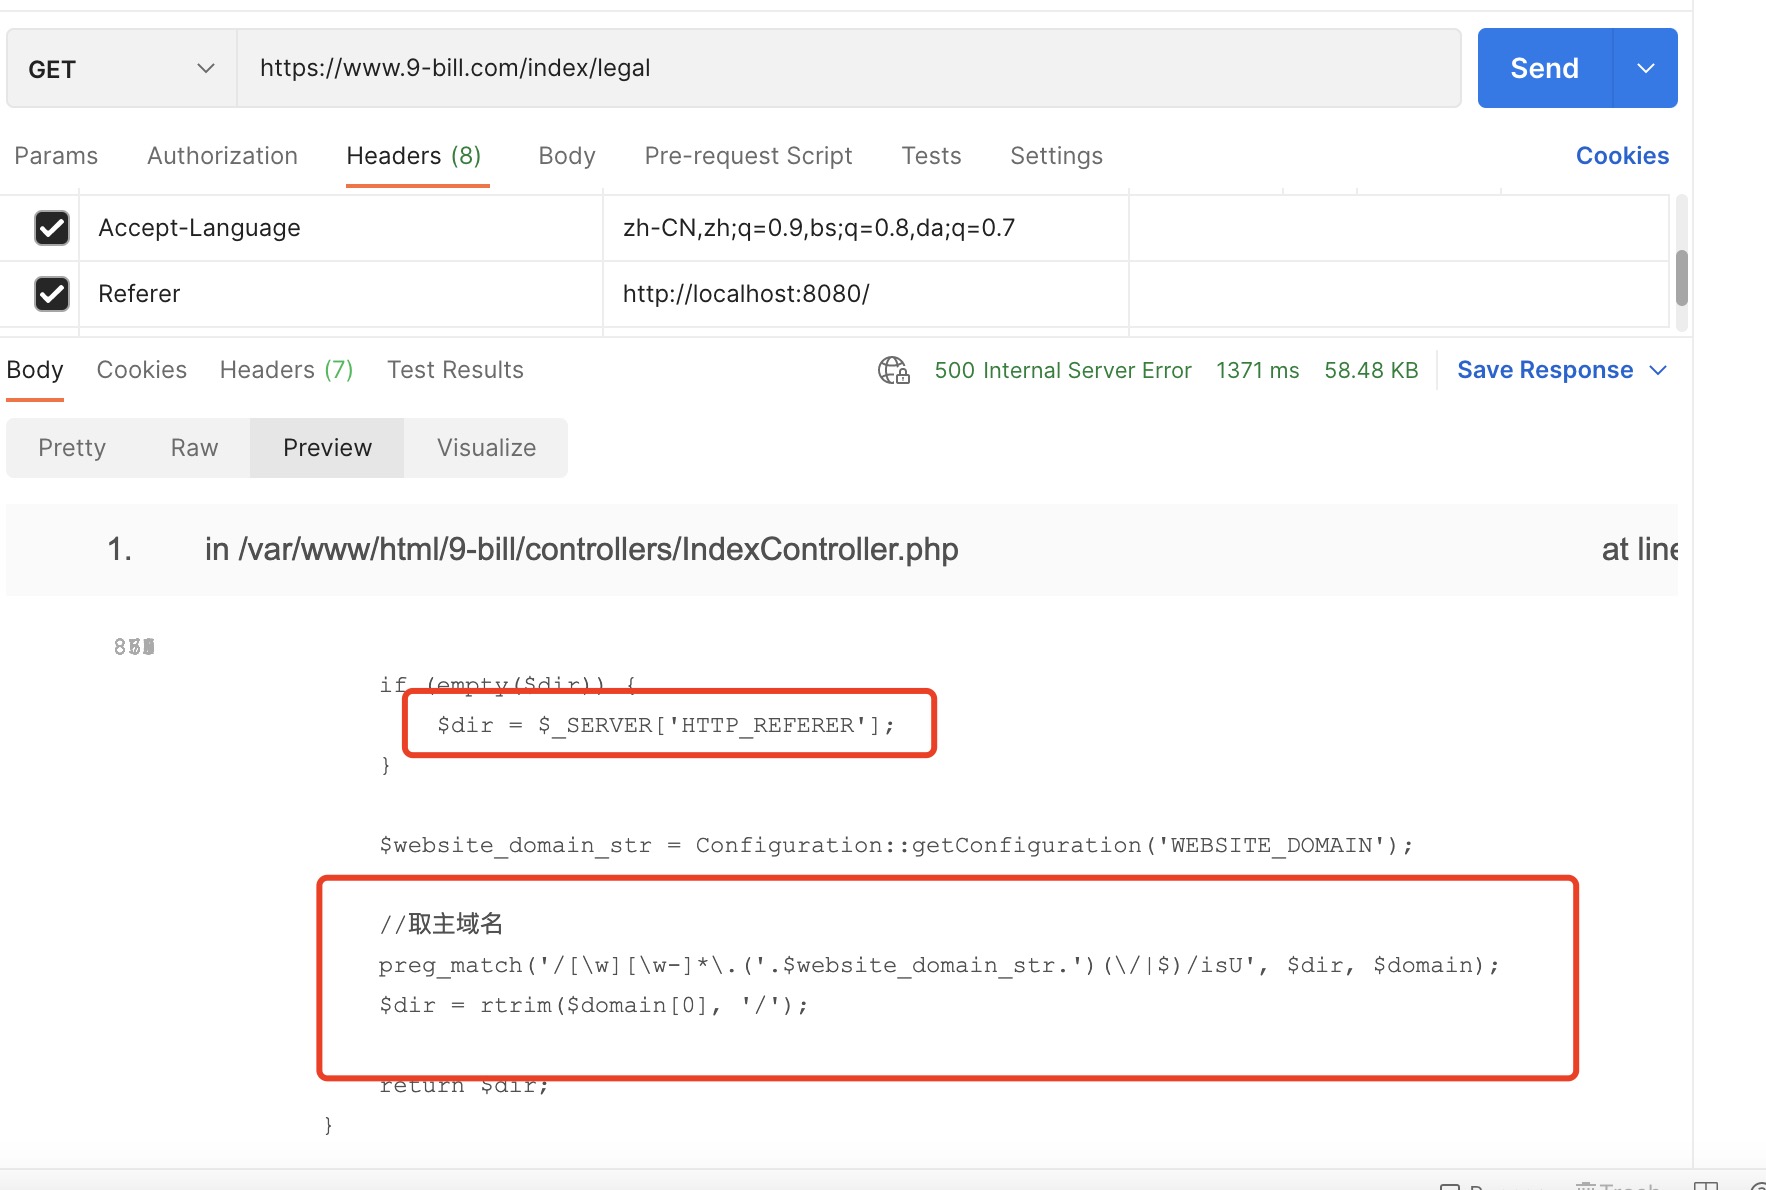 GET https://www.9-bill.com/index/legal Send
Params Authorization Headers (8) Body Pre-request Script Tests Settings Cookies
Accept-Language zh-CN,zh;q=0.9,bs;q=0.8,da;q=0.7
Referer http://localhost:8080/
Body Cookies Headers (7) Test Results 500 Internal Server Error 1371 ms 58.48 KB Save Response
Pretty Raw Preview Visualize
1. in /var/www/html/9-bill/controllers/IndexController.php at line
if (empty($dir)) {
$dir = $_SERVER['HTTP_REFERER'];
}
$website_domain_str = Configuration::getConfiguration('WEBSITE_DOMAIN');
//取主域名
preg_match('/[\w][\w-]*\.('.$website_domain_str.')(\/|$)/isU', $dir, $domain);
$dir = rtrim($domain[0], '/');
return $dir;
}